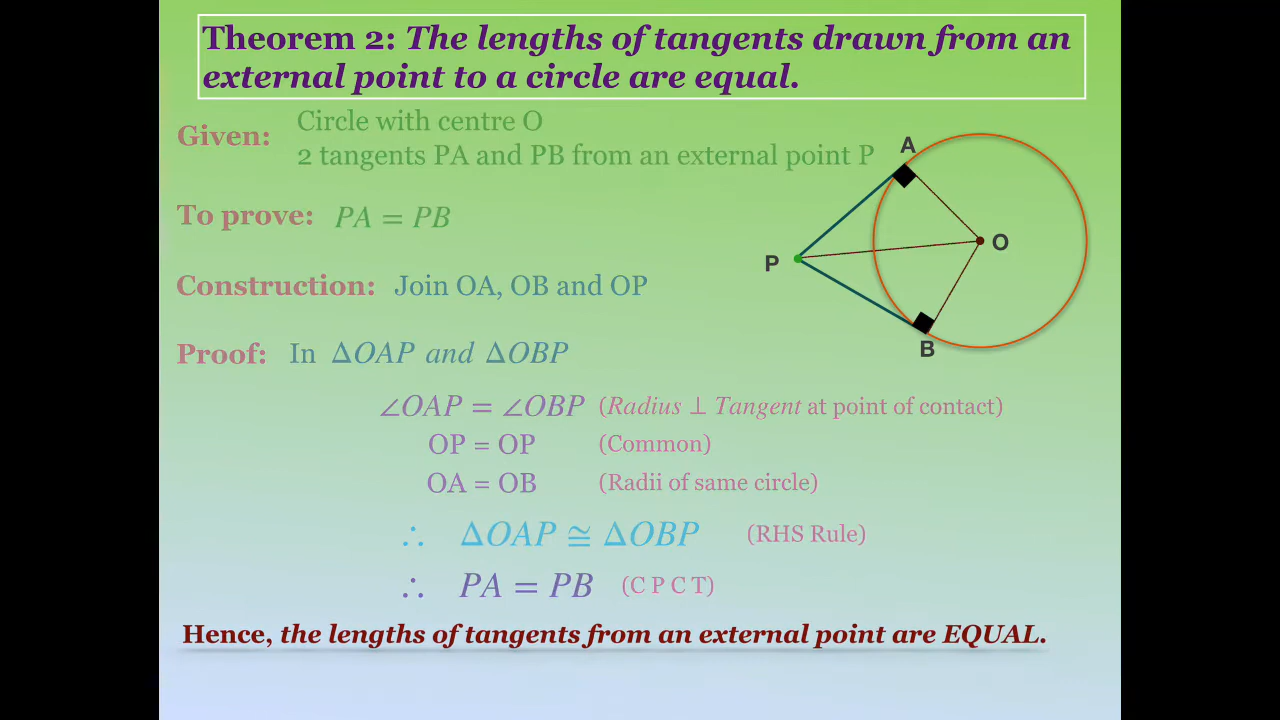 Theorem 2: The lengths of tangents drawn from an
external point to a circle are equal.
Given: Circle with centre O
2 tangents PA and PB from an external point P
To prove: PA = PB
Construction: Join OA, OB and OP
Proof: In ΔOAP and ΔOBP
∠OAP = ∠OBP (Radius ⊥ Tangent at point of contact)
OP = OP (Common)
OA = OB (Radii of same circle)
∴ ΔOAP ≅ ΔOBP (RHS Rule)
∴ PA = PB (C P C T)
Hence, the lengths of tangents from an external point are EQUAL.
A
O
P
B